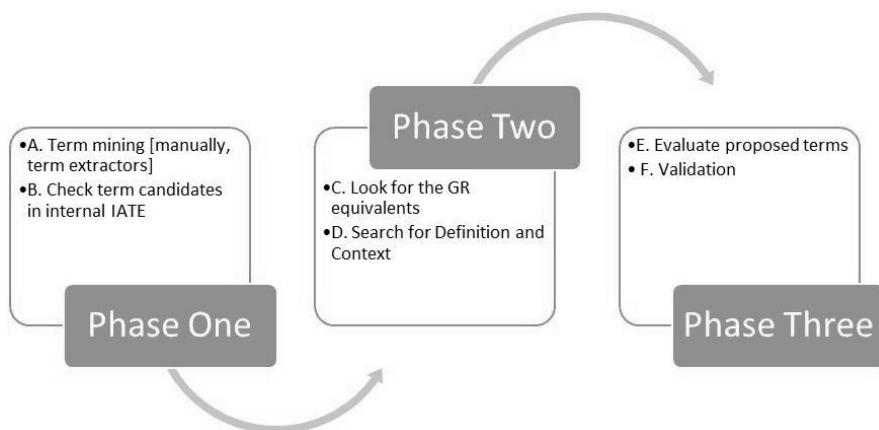 •A. Term mining [manually,
term extractors]
•B. Check term candidates
in internal IATE
Phase One
Phase Two
•C. Look for the GR
equivalents
•D. Search for Definition and
Context
•E. Evaluate proposed terms
• F. Validation
Phase Three